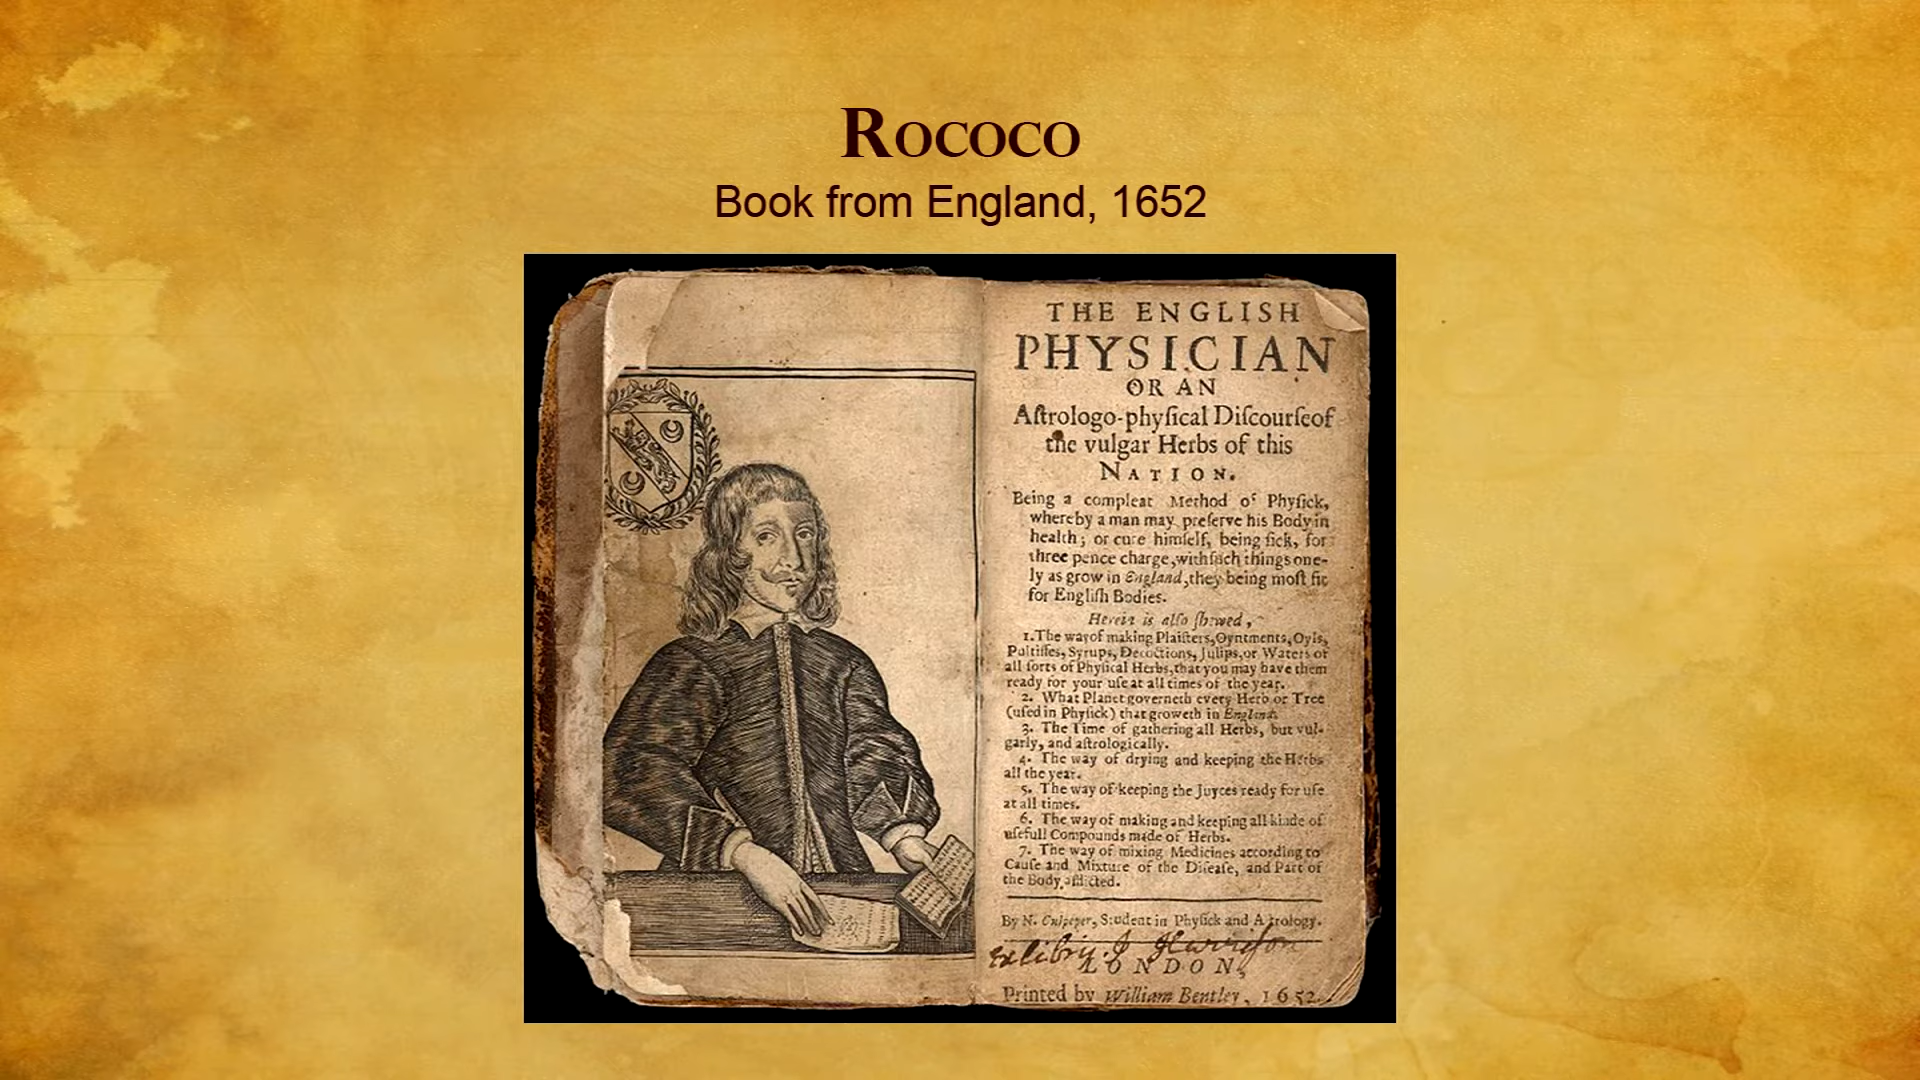 Rococo
Book from England, 1652
THE ENGLISH
PHYSICIAN
OR AN
Aſtrologo-phyſical Diſcourſe of
the vulgar Herbs of this
NATION.
Being a compleat Method of Phyſick,
whereby a man may preſerve his Body in
health; or cure himſelf, being ſick, for
three pence charge, with ſuch things one-
ly as grow in England, they being moſt fit
for Engliſh Bodies.
Herein is alſo ſhewed,
1. The way of making Plaiſters, Oyntments, Oyls,
Pultiſſes, Syrups, Decoctions, Julips, or Waters of
all ſorts of Phyſical Herbs, that you may have them
ready for your uſe at all times of the year.
2. What Planet governeth every Herb or Tree
(uſed in Phyſick) that groweth in England.
3. The Time of gathering all Herbs, but vul-
garly, and aſtrologically.
4. The way of drying and keeping the Herbs
all the year.
5. The way of keeping the Juyces ready for uſe
at all times.
6. The way of making and keeping all kinde of
uſefull Compounds made of Herbs.
7. The way of mixing Medicines according to
Cauſe and Mixture of the Diſeaſe, and Part of
the Body afflicted.
By N. Culpeper, Student in Phyſick and Aſtrology.
LONDON,
Printed by William Bentley, 1652.